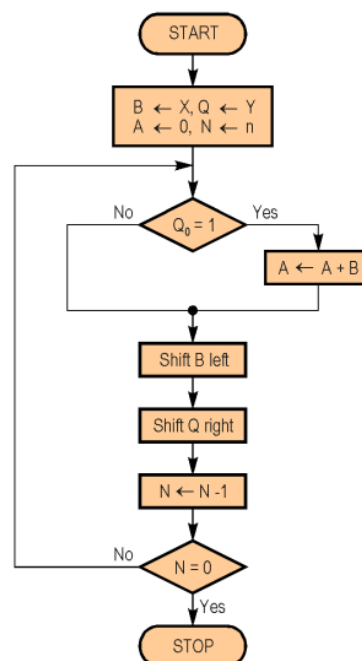 START
B ← X, Q ← Y
A ← 0, N ← n
No
Yes
Q₀ = 1
A ← A + B
Shift B left
Shift Q right
N ← N -1
No
N = 0
Yes
STOP